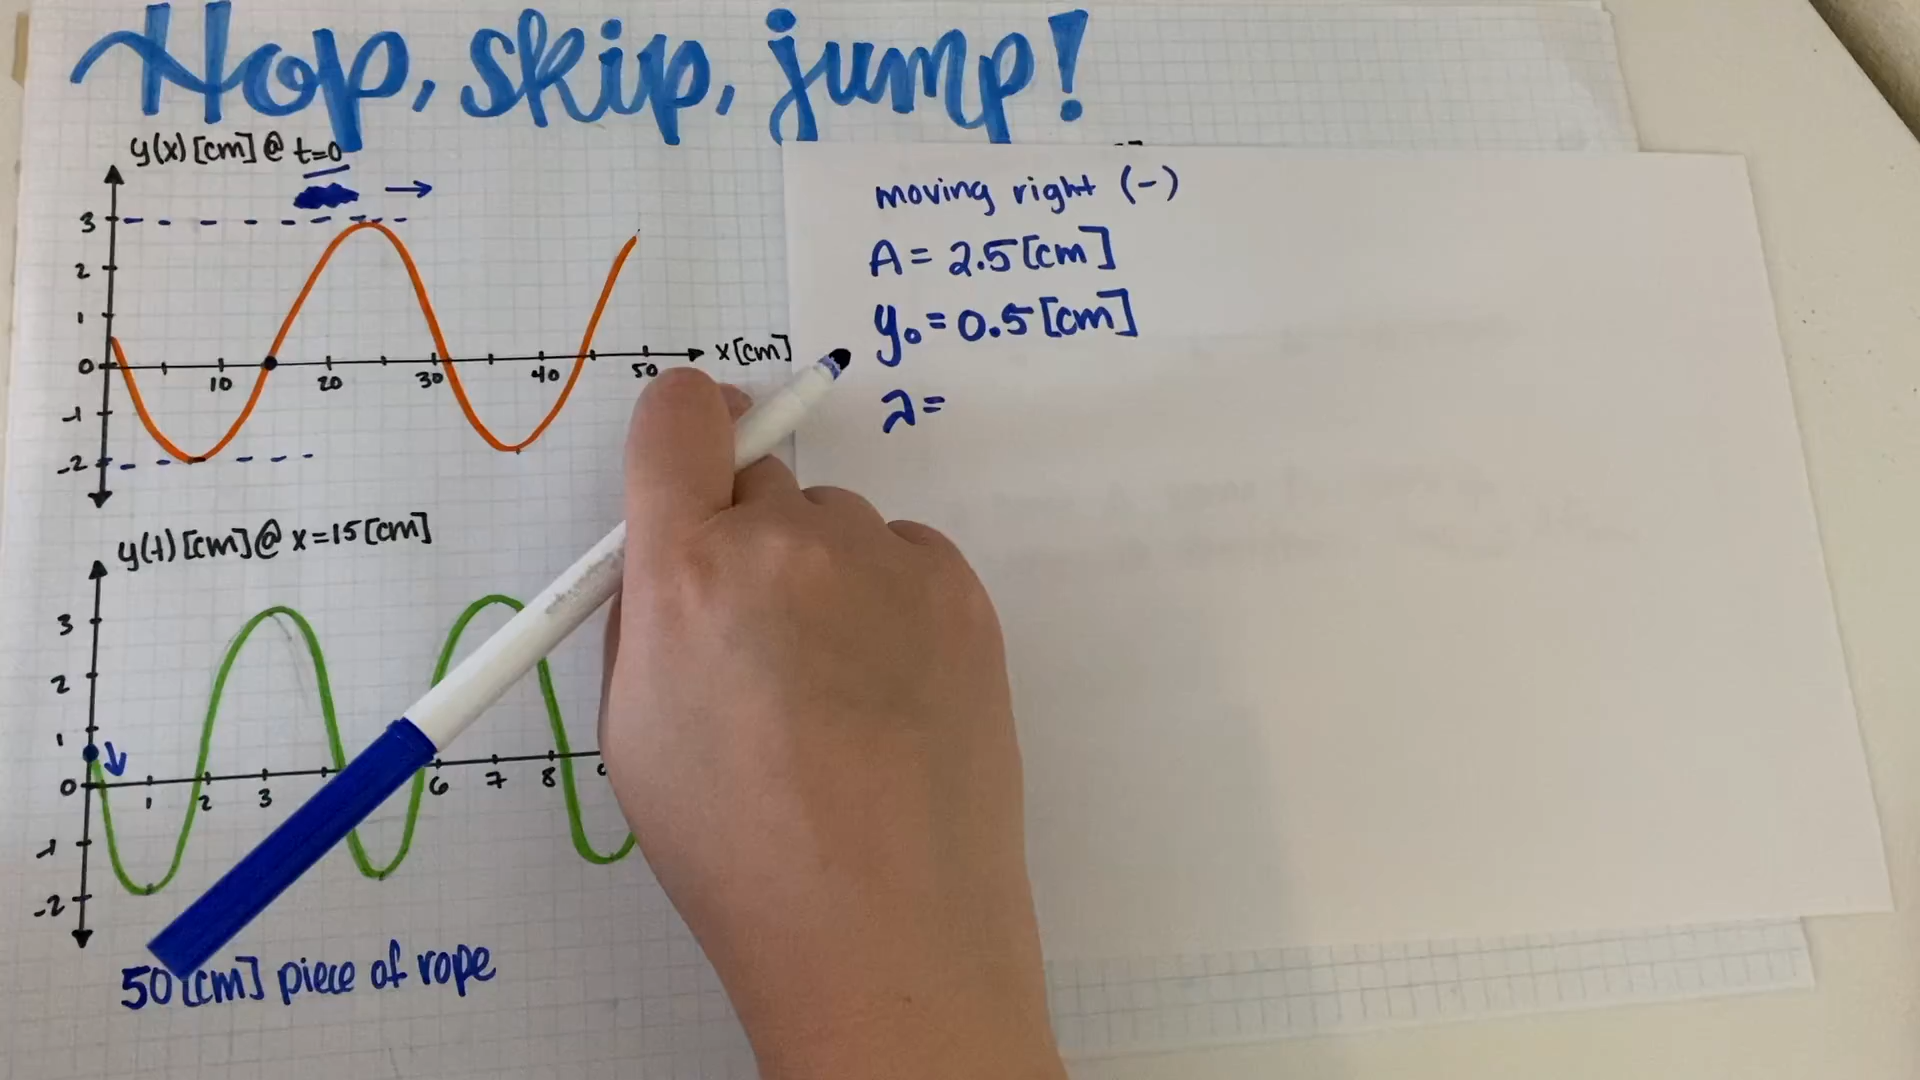 Hop, skip, jump!
y(x) [cm] @ t=0
3
2
1
0
-1
-2
10
20
30
40
50
x [cm]
y(t) [cm] @ x=15 [cm]
3
2
1
0
-1
-2
1
2
3
6
7
8
50 [cm] piece of rope
moving right (-)
A = 2.5 [cm]
y₀ = 0.5 [cm]
λ =